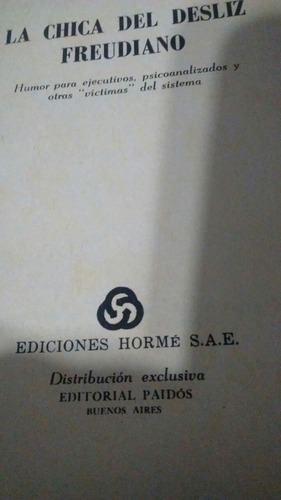 LA CHICA DEL DESLIZ
FREUDIANO
Humor para ejecutivos, psicoanalizados y
otras "víctimas" del sistema
EDICIONES HORMÉ S.A.E.
Distribución exclusiva
EDITORIAL PAIDÓS
BUENOS AIRES